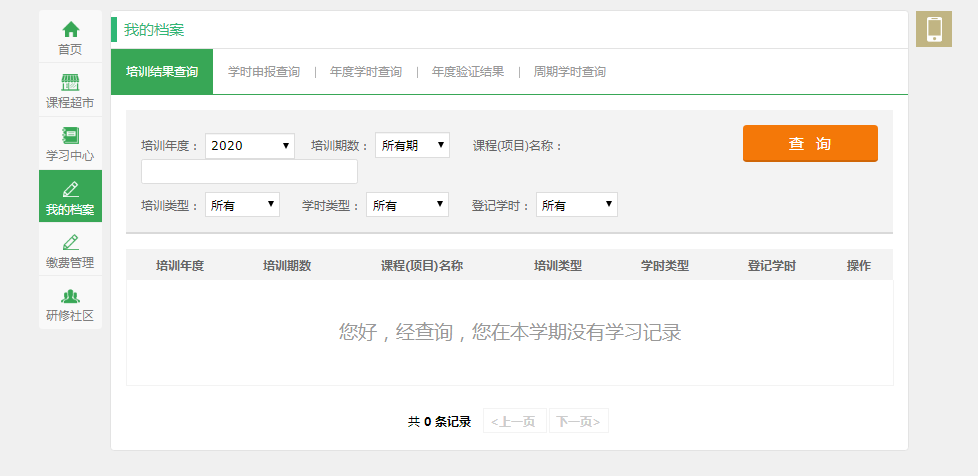 首页
课程超市
学习中心
我的档案
缴费管理
研修社区
我的档案
培训结果查询 学时申报查询 | 年度学时查询 | 年度验证结果 | 周期学时查询
培训年度： 2020 ▼ 培训期数： 所有期 ▼ 课程(项目)名称： 查 询
培训类型： 所有 ▼ 学时类型： 所有 ▼ 登记学时： 所有 ▼
培训年度 培训期数 课程(项目)名称 培训类型 学时类型 登记学时 操作
您好，经查询，您在本学期没有学习记录
共 0 条记录 <上一页 下一页>